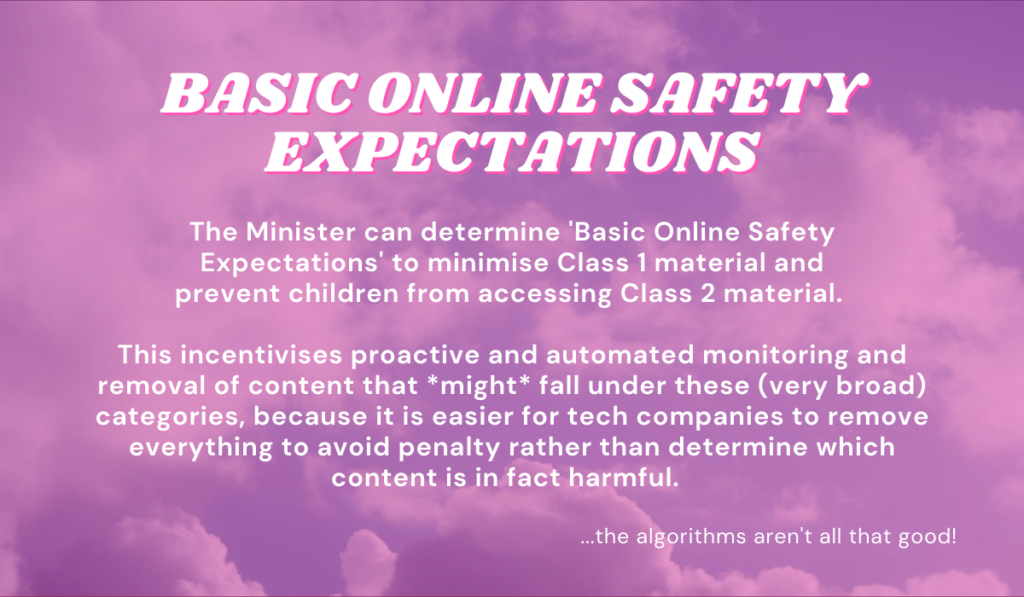 BASIC ONLINE SAFETY
EXPECTATIONS
The Minister can determine 'Basic Online Safety
Expectations' to minimise Class 1 material and
prevent children from accessing Class 2 material.
This incentivises proactive and automated monitoring and
removal of content that *might* fall under these (very broad)
categories, because it is easier for tech companies to remove
everything to avoid penalty rather than determine which
content is in fact harmful.
...the algorithms aren't all that good!